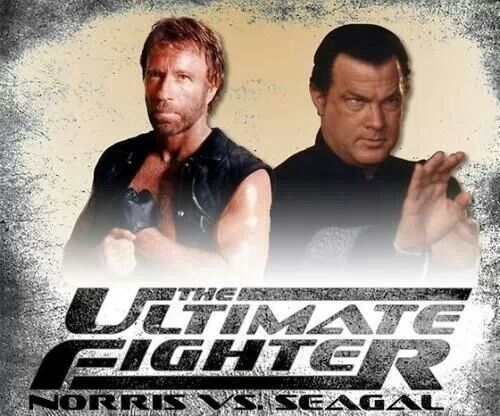 THE
ULTIMATE
FIGHTER
NORRIS VS. SEAGAL